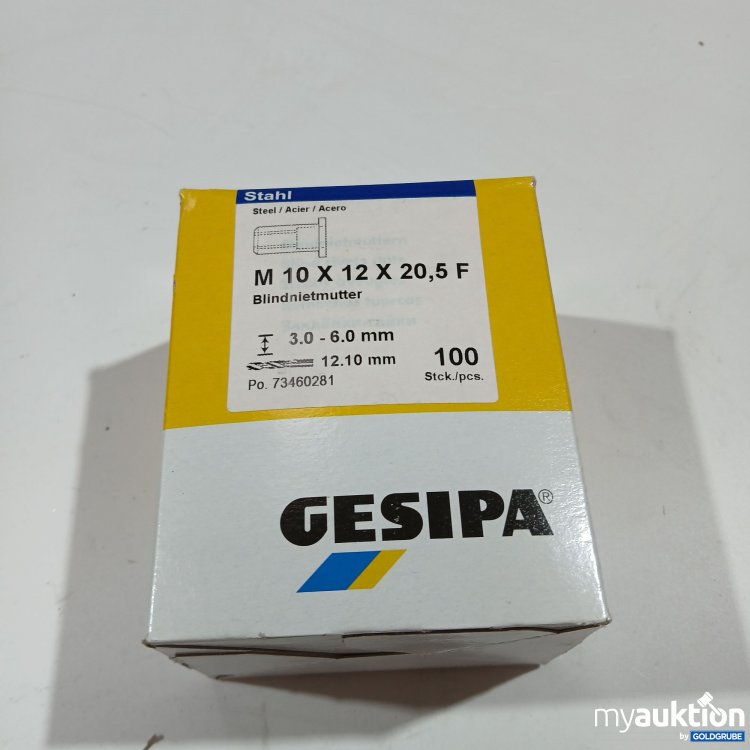 Stahl
Steel / Acier / Acero
M 10 X 12 X 20,5 F
Blindnietmutter
3.0 - 6.0 mm
12.10 mm
100
Stck./pcs.
Po. 73460281
GESIPA®
myauktion
by GOLDGRUBE